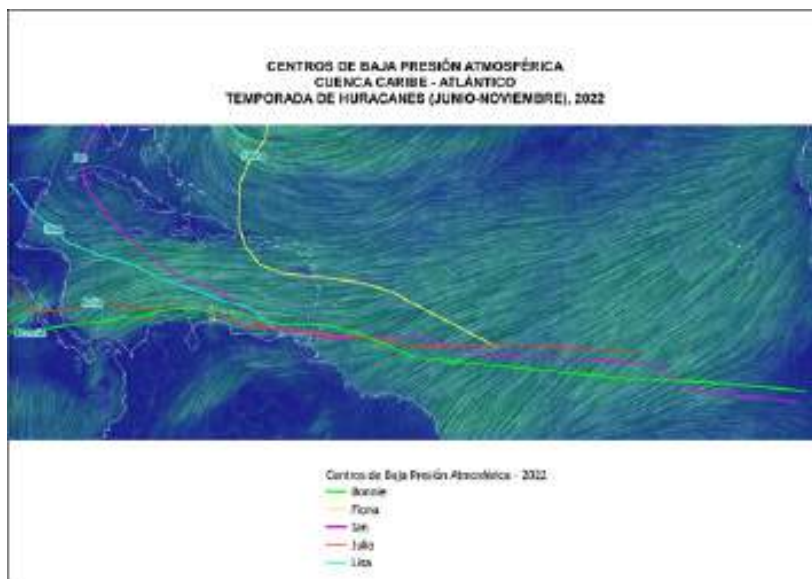 CENTROS DE BAJA PRESIÓN ATMOSFÉRICA
CUENCA CARIBE - ATLÁNTICO
TEMPORADA DE HURACANES (JUNIO-NOVIEMBRE), 2022
Centros de Baja Presión Atmosférica - 2022
Bonnie
Fiona
Ian
Julia
Lisa